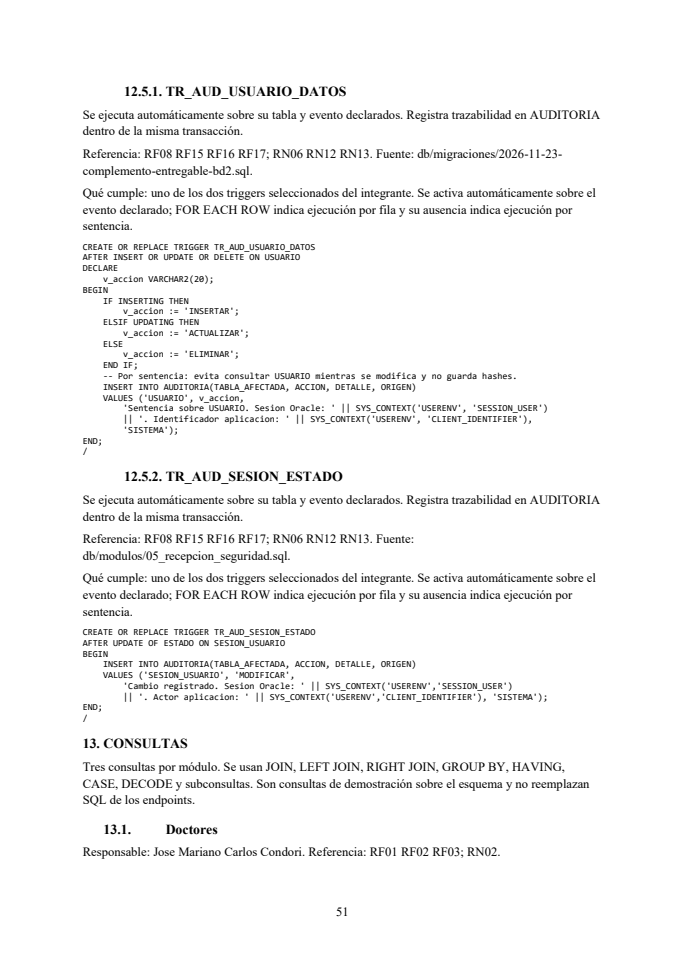 12.5.1. TR_AUD_USUARIO_DATOS
Se ejecuta automáticamente sobre su tabla y evento declarados. Registra trazabilidad en AUDITORIA
dentro de la misma transacción.
Referencia: RF08 RF15 RF16 RF17; RN06 RN12 RN13. Fuente: db/migraciones/2026-11-23-
complemento-entregable-bd2.sql.
Qué cumple: uno de los dos triggers seleccionados del integrante. Se activa automáticamente sobre el
evento declarado; FOR EACH ROW indica ejecución por fila y su ausencia indica ejecución por
sentencia.
CREATE OR REPLACE TRIGGER TR_AUD_USUARIO_DATOS
AFTER INSERT OR UPDATE OR DELETE ON USUARIO
DECLARE
    v_accion VARCHAR2(20);
BEGIN
    IF INSERTING THEN
        v_accion := 'INSERTAR';
    ELSIF UPDATING THEN
        v_accion := 'ACTUALIZAR';
    ELSE
        v_accion := 'ELIMINAR';
    END IF;
    -- Por sentencia: evita consultar USUARIO mientras se modifica y no guarda hashes.
    INSERT INTO AUDITORIA(TABLA_AFECTADA, ACCION, DETALLE, ORIGEN)
    VALUES ('USUARIO', v_accion,
        'Sentencia sobre USUARIO. Sesion Oracle: ' || SYS_CONTEXT('USERENV', 'SESSION_USER')
        || '. Identificador aplicacion: ' || SYS_CONTEXT('USERENV', 'CLIENT_IDENTIFIER'),
        'SISTEMA');
END;
/
12.5.2. TR_AUD_SESION_ESTADO
Se ejecuta automáticamente sobre su tabla y evento declarados. Registra trazabilidad en AUDITORIA
dentro de la misma transacción.
Referencia: RF08 RF15 RF16 RF17; RN06 RN12 RN13. Fuente:
db/modulos/05_recepcion_seguridad.sql.
Qué cumple: uno de los dos triggers seleccionados del integrante. Se activa automáticamente sobre el
evento declarado; FOR EACH ROW indica ejecución por fila y su ausencia indica ejecución por
sentencia.
CREATE OR REPLACE TRIGGER TR_AUD_SESION_ESTADO
AFTER UPDATE OF ESTADO ON SESION_USUARIO
BEGIN
    INSERT INTO AUDITORIA(TABLA_AFECTADA, ACCION, DETALLE, ORIGEN)
    VALUES ('SESION_USUARIO', 'MODIFICAR',
        'Cambio registrado. Sesion Oracle: ' || SYS_CONTEXT('USERENV','SESSION_USER')
        || '. Actor aplicacion: ' || SYS_CONTEXT('USERENV','CLIENT_IDENTIFIER'), 'SISTEMA');
END;
/
13. CONSULTAS
Tres consultas por módulo. Se usan JOIN, LEFT JOIN, RIGHT JOIN, GROUP BY, HAVING,
CASE, DECODE y subconsultas. Son consultas de demostración sobre el esquema y no reemplazan
SQL de los endpoints.
13.1. Doctores
Responsable: Jose Mariano Carlos Condori. Referencia: RF01 RF02 RF03; RN02.
51